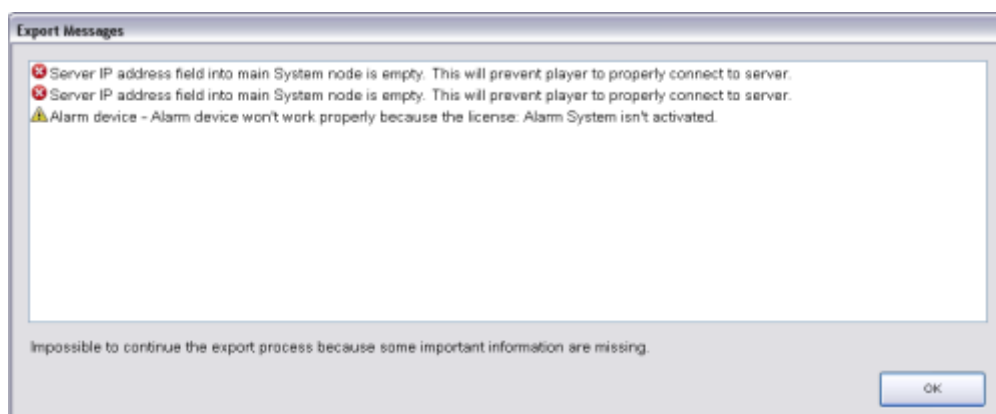 Export Messages
Server IP address field into main System node is empty. This will prevent player to properly connect to server.
Server IP address field into main System node is empty. This will prevent player to properly connect to server.
Alarm device - Alarm device won't work properly because the license: Alarm System isn't activated.
Impossible to continue the export process because some important information are missing.
OK